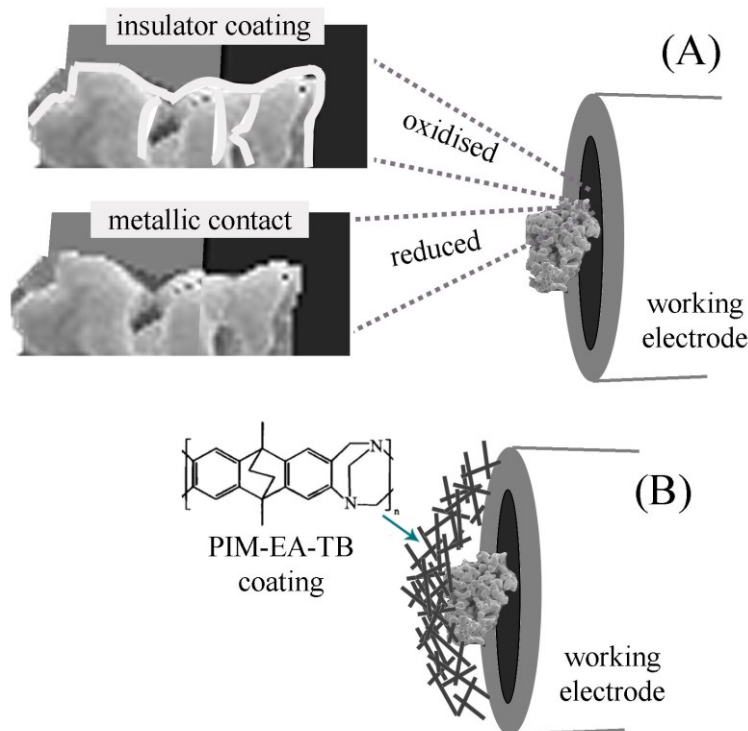 insulator coating
(A)
oxidised
metallic contact
reduced
working
electrode
N
N
n
(B)
PIM-EA-TB
coating
working
electrode